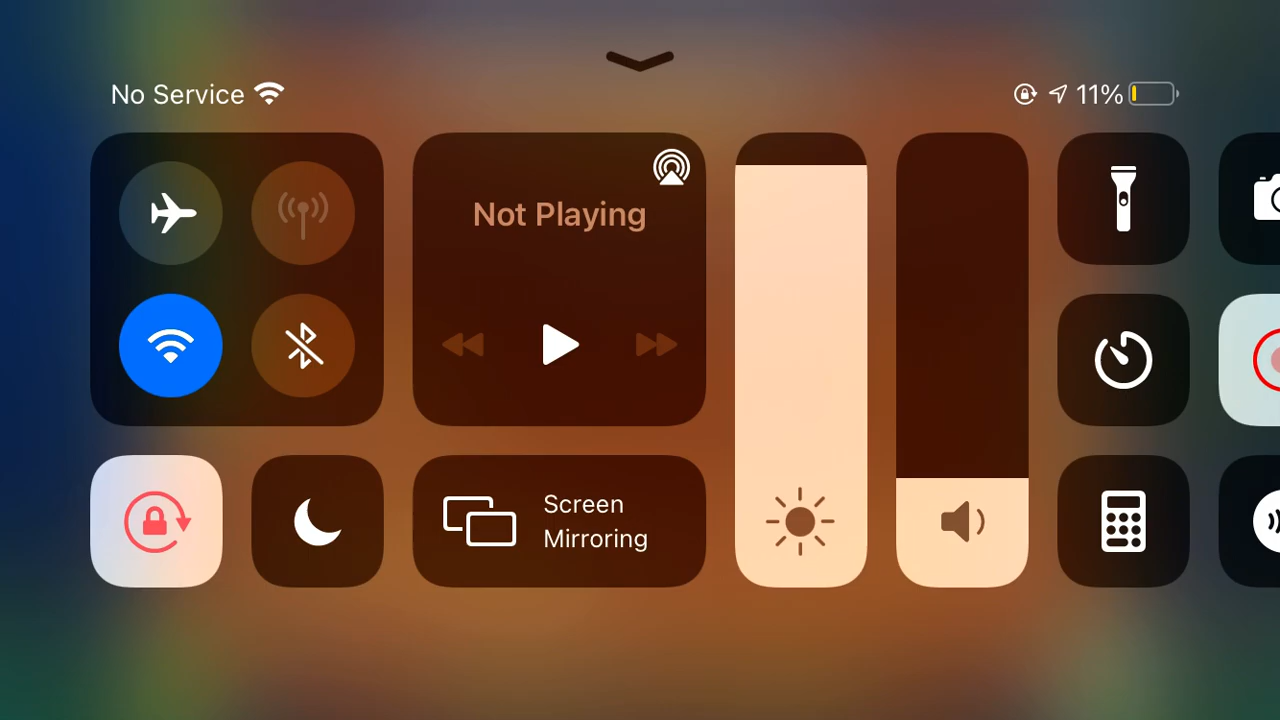 No Service
11%
Not Playing
Screen
Mirroring